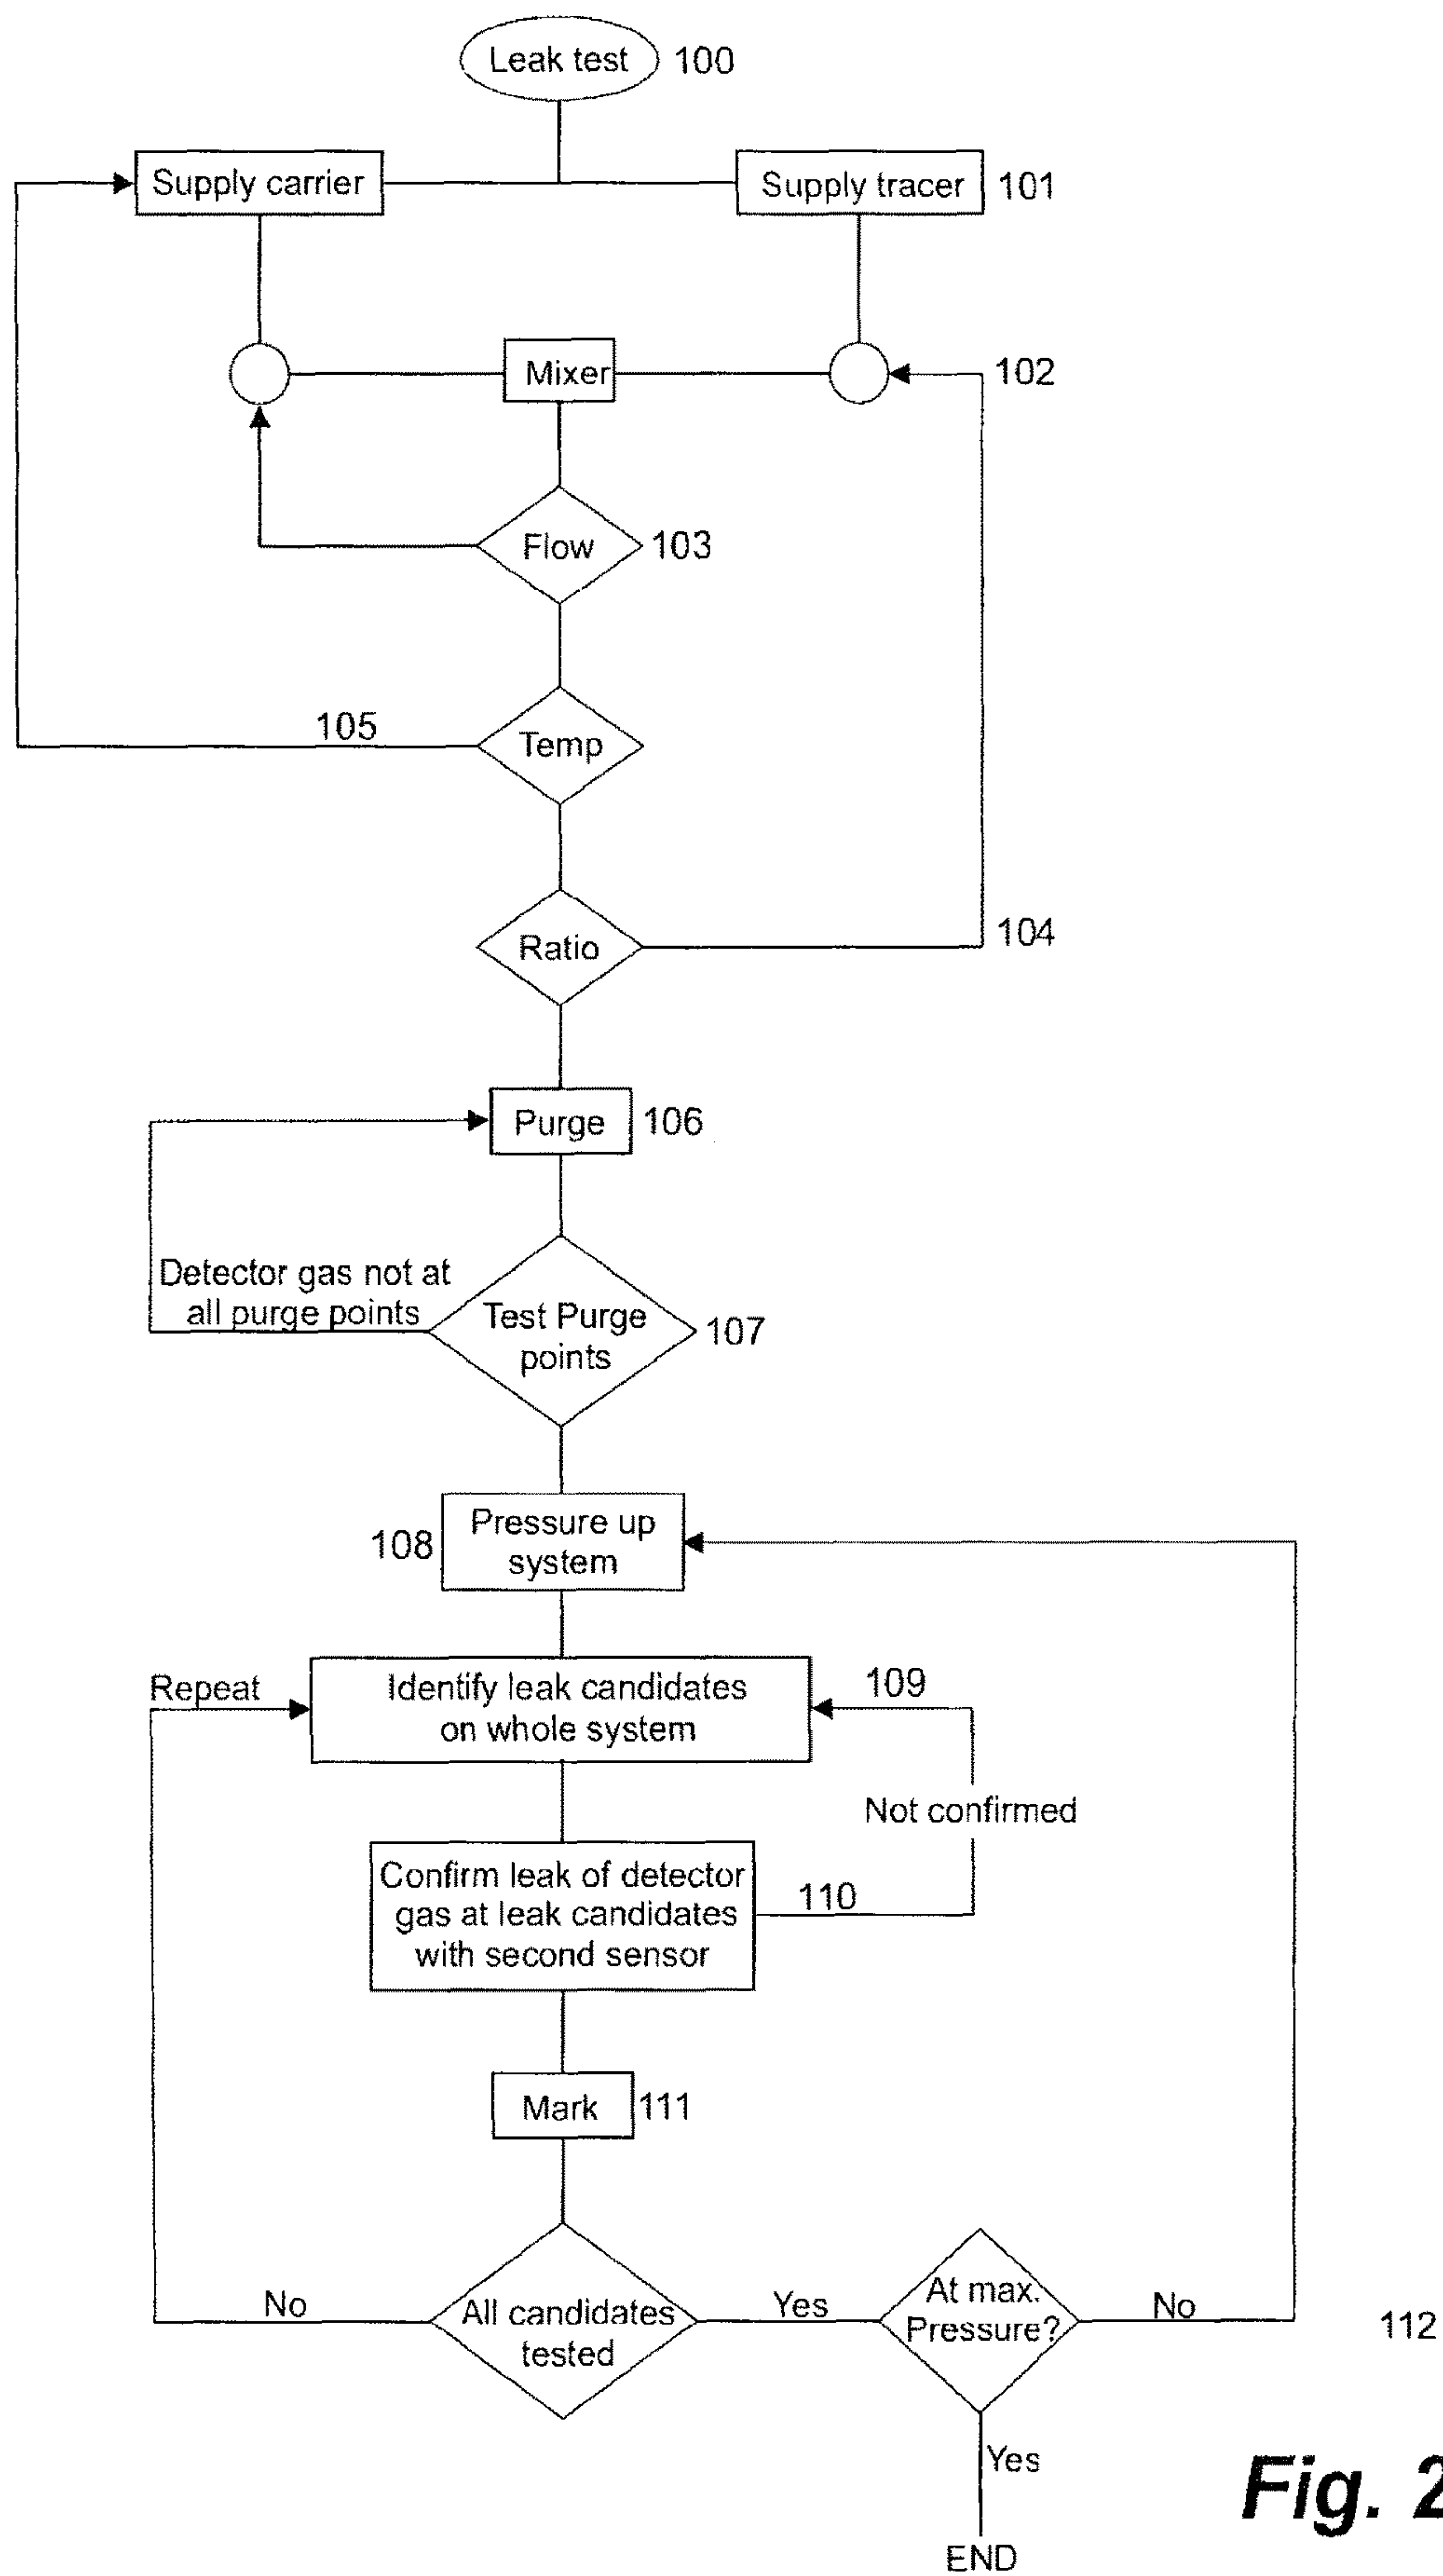 Leak test 100
Supply carrier
Supply tracer 101
Mixer
102
Flow 103
105
Temp
Ratio
104
Purge 106
Detector gas not at
all purge points
Test Purge
points
107
108
Pressure up
system
Repeat
Identify leak candidates
on whole system
109
Not confirmed
Confirm leak of detector
gas at leak candidates
with second sensor
110
Mark 111
No
All candidates
tested
Yes
At max.
Pressure?
No
112
Yes
END
Fig. 2